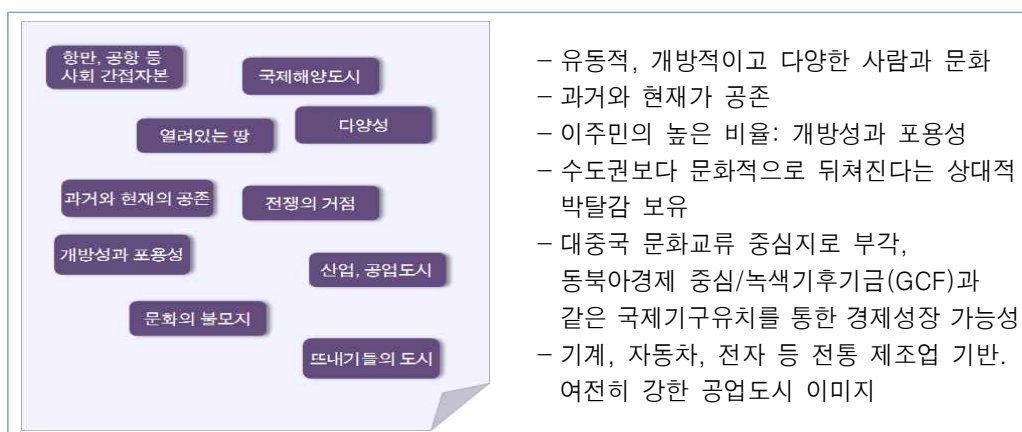 항만, 공항 등
사회 간접자본
국제해양도시
열려있는 땅
다양성
과거와 현재의 공존
전쟁의 거점
개방성과 포용성
산업, 공업도시
문화의 불모지
뜨내기들의 도시
– 유동적, 개방적이고 다양한 사람과 문화
– 과거와 현재가 공존
– 이주민의 높은 비율: 개방성과 포용성
– 수도권보다 문화적으로 뒤쳐진다는 상대적
박탈감 보유
– 대중국 문화교류 중심지로 부각,
동북아경제 중심/녹색기후기금(GCF)과
같은 국제기구유치를 통한 경제성장 가능성
– 기계, 자동차, 전자 등 전통 제조업 기반.
여전히 강한 공업도시 이미지